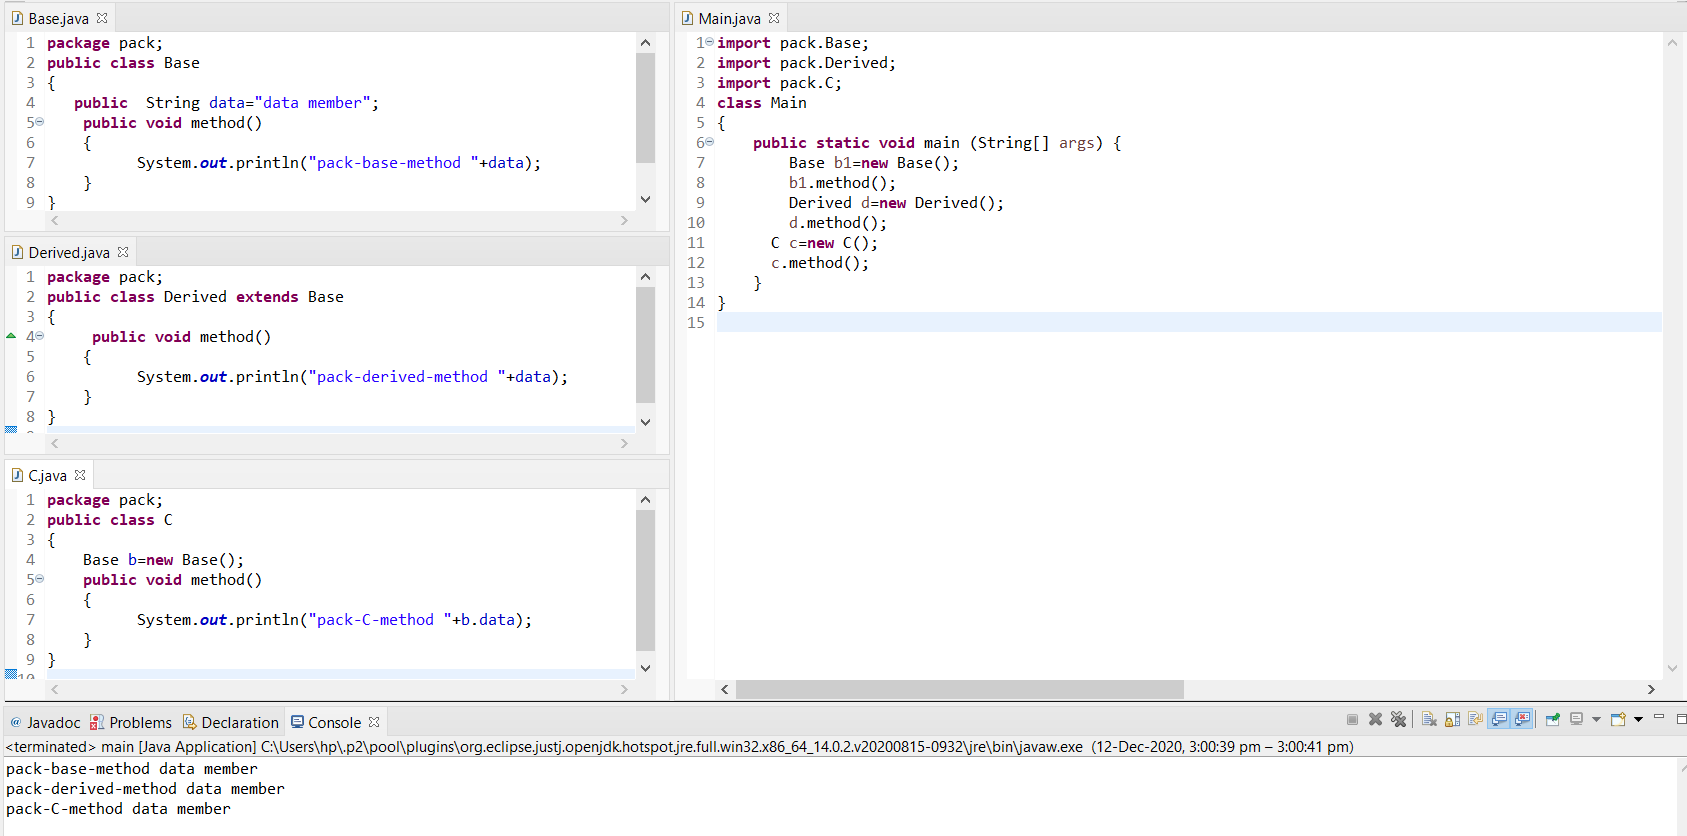 Base.java
1 package pack;
2 public class Base
3 {
4 public  String data="data member";
5 public void method()
6 {
7 System.out.println("pack-base-method "+data);
8 }
9 }
Derived.java
1 package pack;
2 public class Derived extends Base
3 {
4 public void method()
5 {
6 System.out.println("pack-derived-method "+data);
7 }
8 }
C.java
1 package pack;
2 public class C
3 {
4 Base b=new Base();
5 public void method()
6 {
7 System.out.println("pack-C-method "+b.data);
8 }
9 }
10
Main.java
1 import pack.Base;
2 import pack.Derived;
3 import pack.C;
4 class Main
5 {
6 public static void main (String[] args) {
7 Base b1=new Base();
8 b1.method();
9 Derived d=new Derived();
10 d.method();
11 C c=new C();
12 c.method();
13 }
14 }
15
@ Javadoc Problems Declaration Console
<terminated> main [Java Application] C:\Users\hp\.p2\pool\plugins\org.eclipse.justj.openjdk.hotspot.jre.full.win32.x86_64_14.0.2.v20200815-0932\jre\bin\javaw.exe (12-Dec-2020, 3:00:39 pm – 3:00:41 pm)
pack-base-method data member
pack-derived-method data member
pack-C-method data member